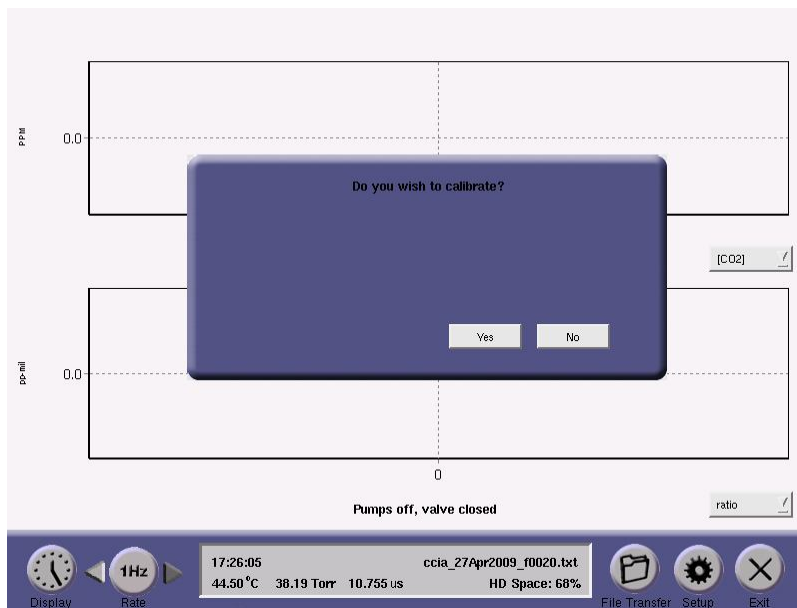 PPM
0.0
Do you wish to calibrate?
[CO2]
Yes No
pp-mil
0.0
0
Pumps off, valve closed
ratio
1Hz
17:26:05 ccia_27Apr2009_f0020.txt
44.50 °C 38.19 Torr 10.755 us HD Space: 68%
Display Rate File Transfer Setup Exit